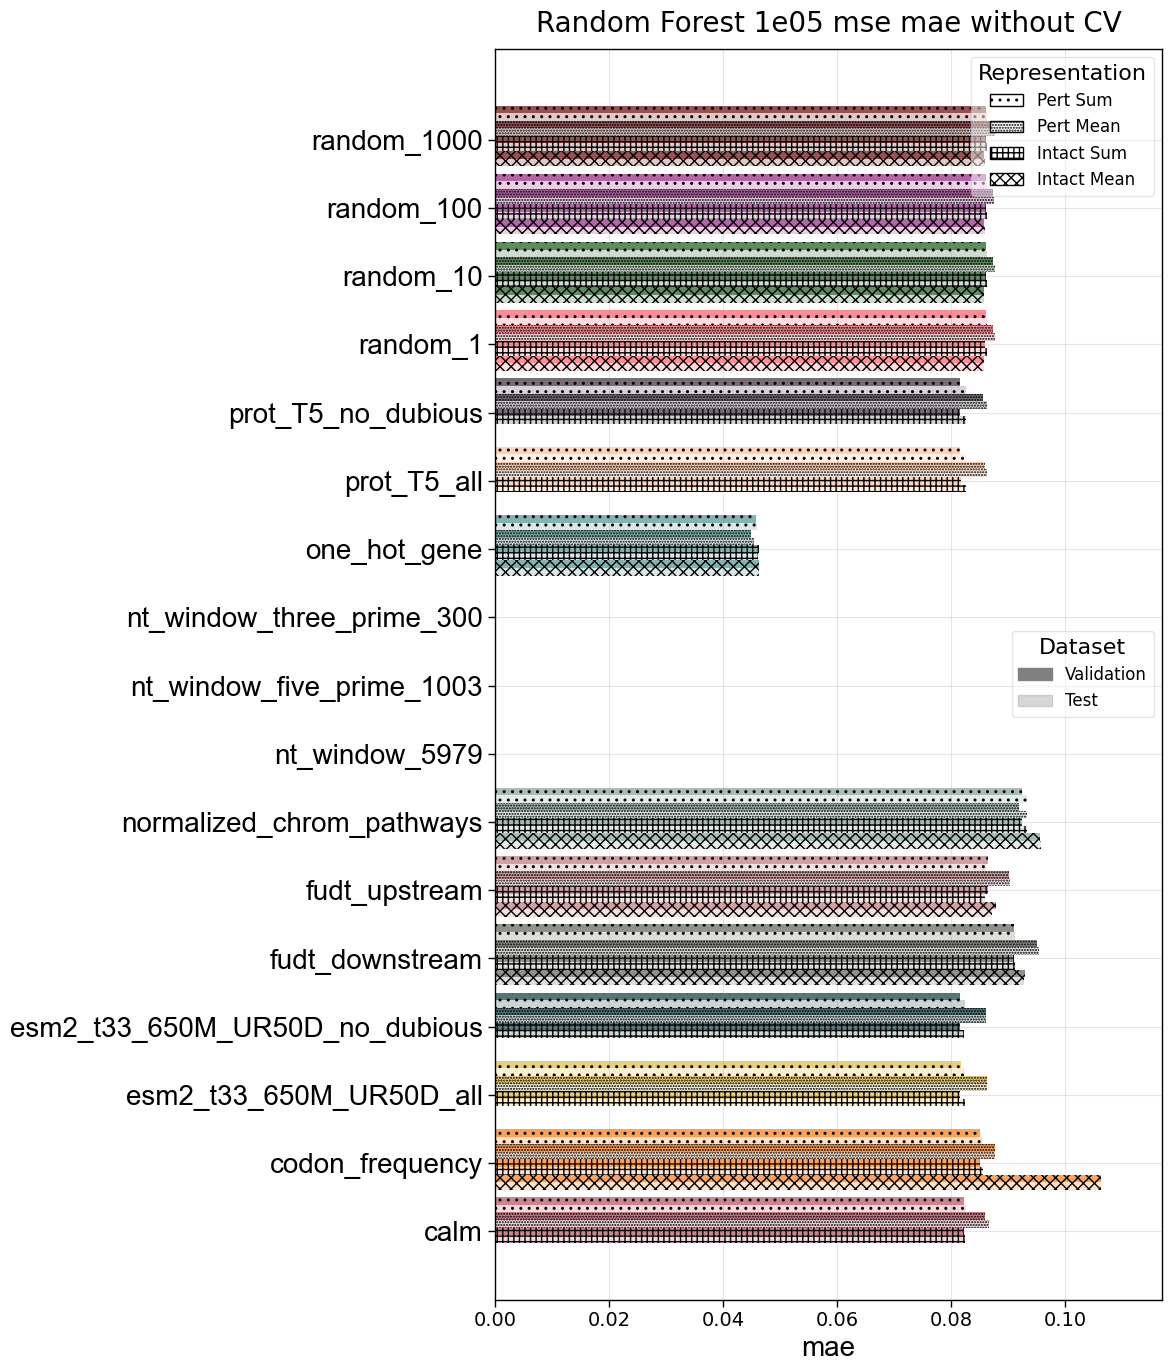 Random Forest 1e05 mse mae without CV
Representation
Pert Sum
Pert Mean
Intact Sum
Intact Mean
random_1000
random_100
random_10
random_1
prot_T5_no_dubious
prot_T5_all
one_hot_gene
nt_window_three_prime_300
nt_window_five_prime_1003
nt_window_5979
normalized_chrom_pathways
fudt_upstream
fudt_downstream
esm2_t33_650M_UR50D_no_dubious
esm2_t33_650M_UR50D_all
codon_frequency
calm
Dataset
Validation
Test
0.00 0.02 0.04 0.06 0.08 0.10
mae